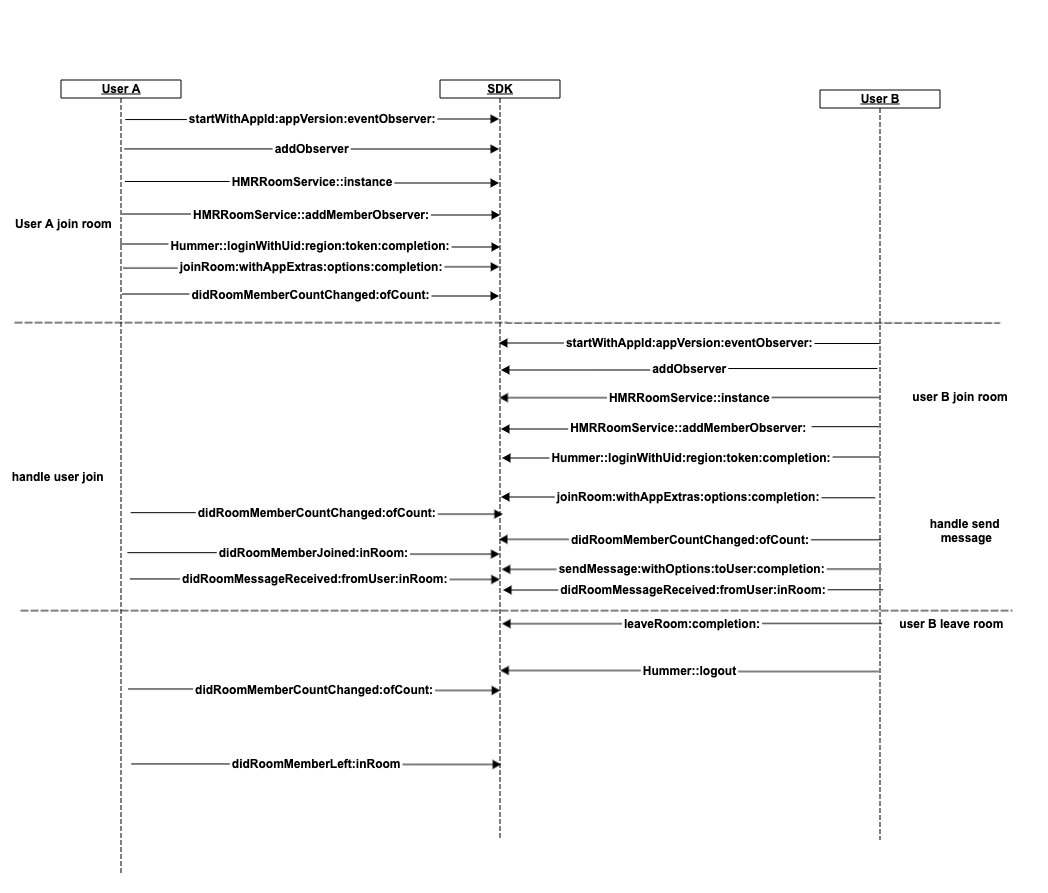 User A
SDK
User B
startWithAppId:appVersion:eventObserver:
addObserver
HMRRoomService::instance
HMRRoomService::addMemberObserver:
User A join room
Hummer::loginWithUid:region:token:completion:
joinRoom:withAppExtras:options:completion:
didRoomMemberCountChanged:ofCount:
startWithAppId:appVersion:eventObserver:
addObserver
HMRRoomService::instance
user B join room
HMRRoomService::addMemberObserver:
Hummer::loginWithUid:region:token:completion:
handle user join
joinRoom:withAppExtras:options:completion:
didRoomMemberCountChanged:ofCount:
handle send
message
didRoomMemberCountChanged:ofCount:
didRoomMemberJoined:inRoom:
sendMessage:withOptions:toUser:completion:
didRoomMessageReceived:fromUser:inRoom:
didRoomMessageReceived:fromUser:inRoom:
leaveRoom:completion:
user B leave room
Hummer::logout
didRoomMemberCountChanged:ofCount:
didRoomMemberLeft:inRoom